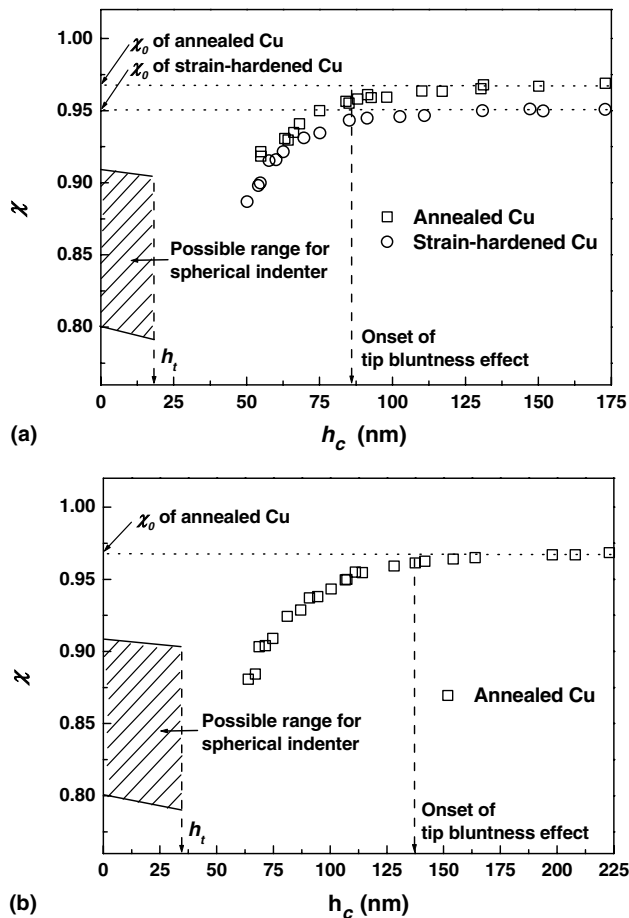 1.00
χ₀ of annealed Cu
χ₀ of strain-hardened Cu
0.95
0.90
χ
Annealed Cu
Strain-hardened Cu
0.85
Possible range for
spherical indenter
0.80
hₜ
Onset of
tip bluntness effect
0 25 50 75 100 125 150 175
(a)
h_c (nm)
1.00
χ₀ of annealed Cu
0.95
0.90
χ
Annealed Cu
0.85
Possible range for
spherical indenter
0.80
hₜ
Onset of
tip bluntness effect
0 25 50 75 100 125 150 175 200 225
(b)
h_c (nm)